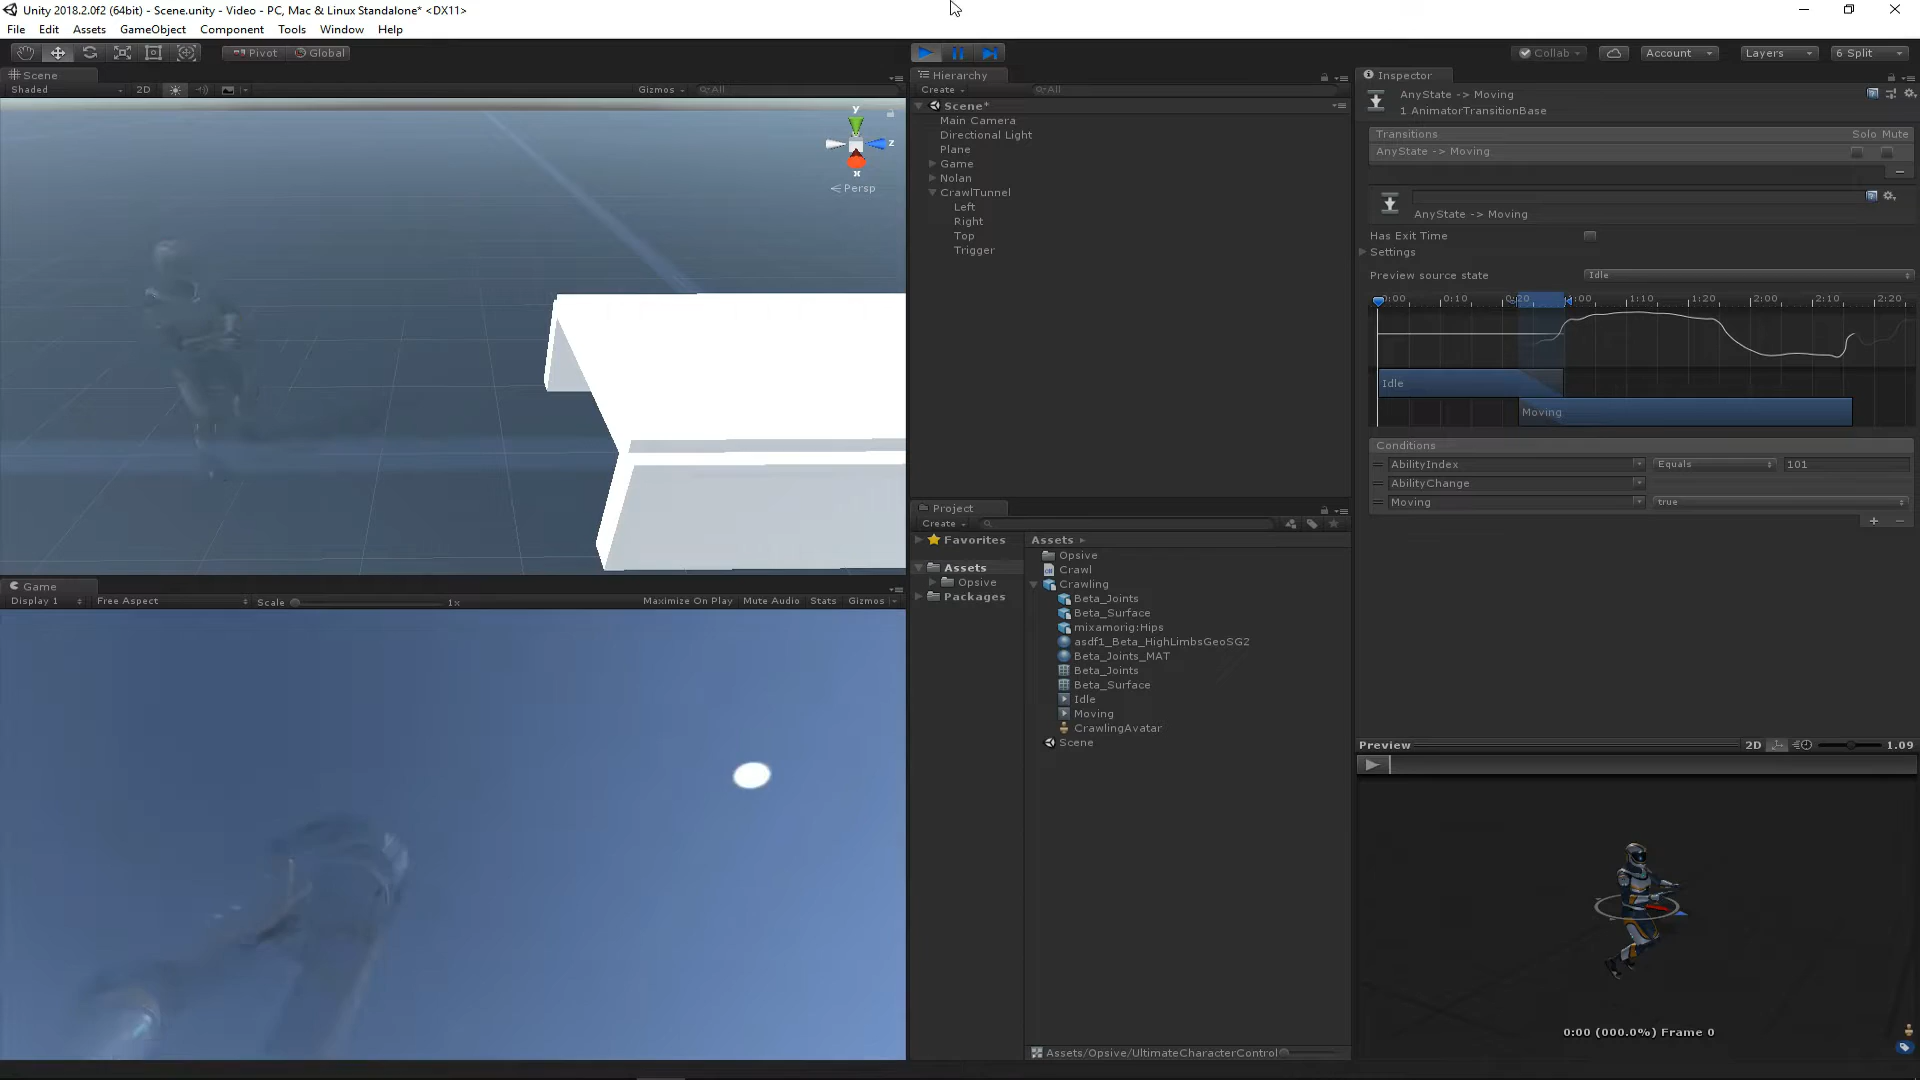 Unity 2018.2.0f2 (64bit) - Scene.unity - Video - PC, Mac & Linux Standalone* <DX11>
File Edit Assets GameObject Component Tools Window Help
Pivot Global Collab Account Layers 6 Split
Scene
Shaded 2D Gizmos All
y
z
x
Persp
Game
Display 1 Free Aspect Scale 1x Maximize On Play Mute Audio Stats Gizmos
Hierarchy
Create All
Scene*
Main Camera
Directional Light
Plane
Game
Nolan
CrawlTunnel
Left
Right
Top
Trigger
Project
Create
Favorites
Assets
Opsive
Packages
Assets
Opsive
Crawl
Crawling
Beta_Joints
Beta_Surface
mixamorig:Hips
asdf1_Beta_HighLimbsGeoSG2
Beta_Joints_MAT
Beta_Joints
Beta_Surface
Idle
Moving
CrawlingAvatar
Scene
Assets/Opsive/UltimateCharacterControl
Inspector
AnyState -> Moving
1 AnimatorTransitionBase
Transitions Solo Mute
AnyState -> Moving
AnyState -> Moving
Has Exit Time
Settings
Preview source state Idle
0:00 0:10 0:20 1:00 1:10 1:20 2:00 2:10 2:20
Idle
Moving
Conditions
AbilityIndex Equals 101
AbilityChange
Moving true
Preview 2D 1.09
0:00 (000.0%) Frame 0